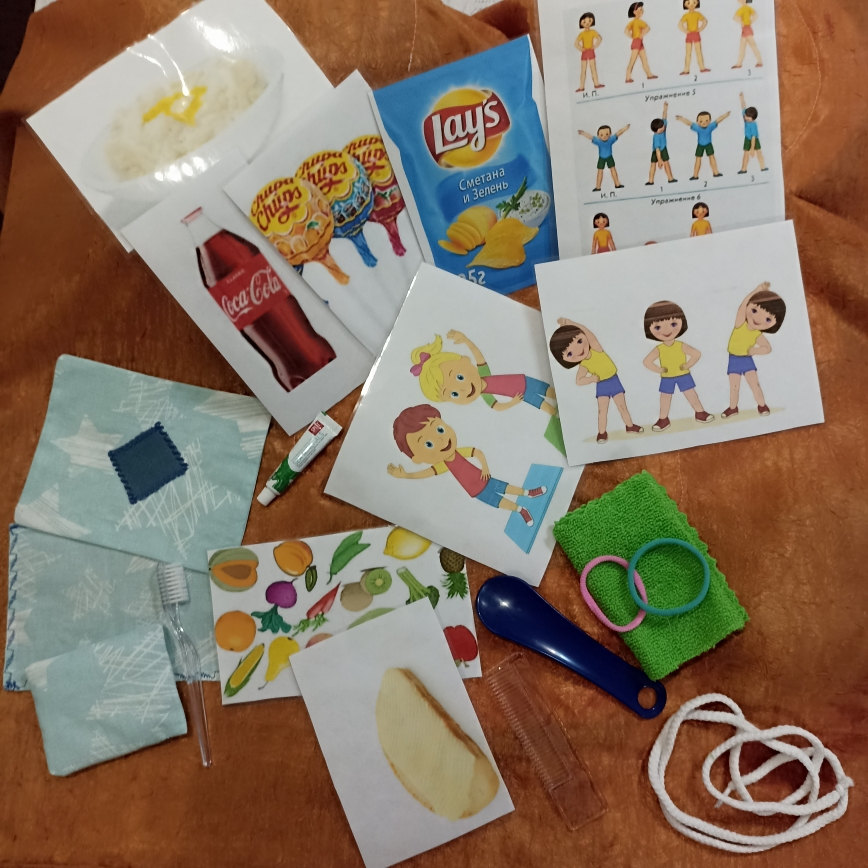 Lay's
Сметана
и Зелень
85г
Chupa
Chups
Chupa
Chups
Chupa
Chups
Coca-Cola
И. П.
1
2
3
Упражнение 5
И. П.
1
2
3
Упражнение 6